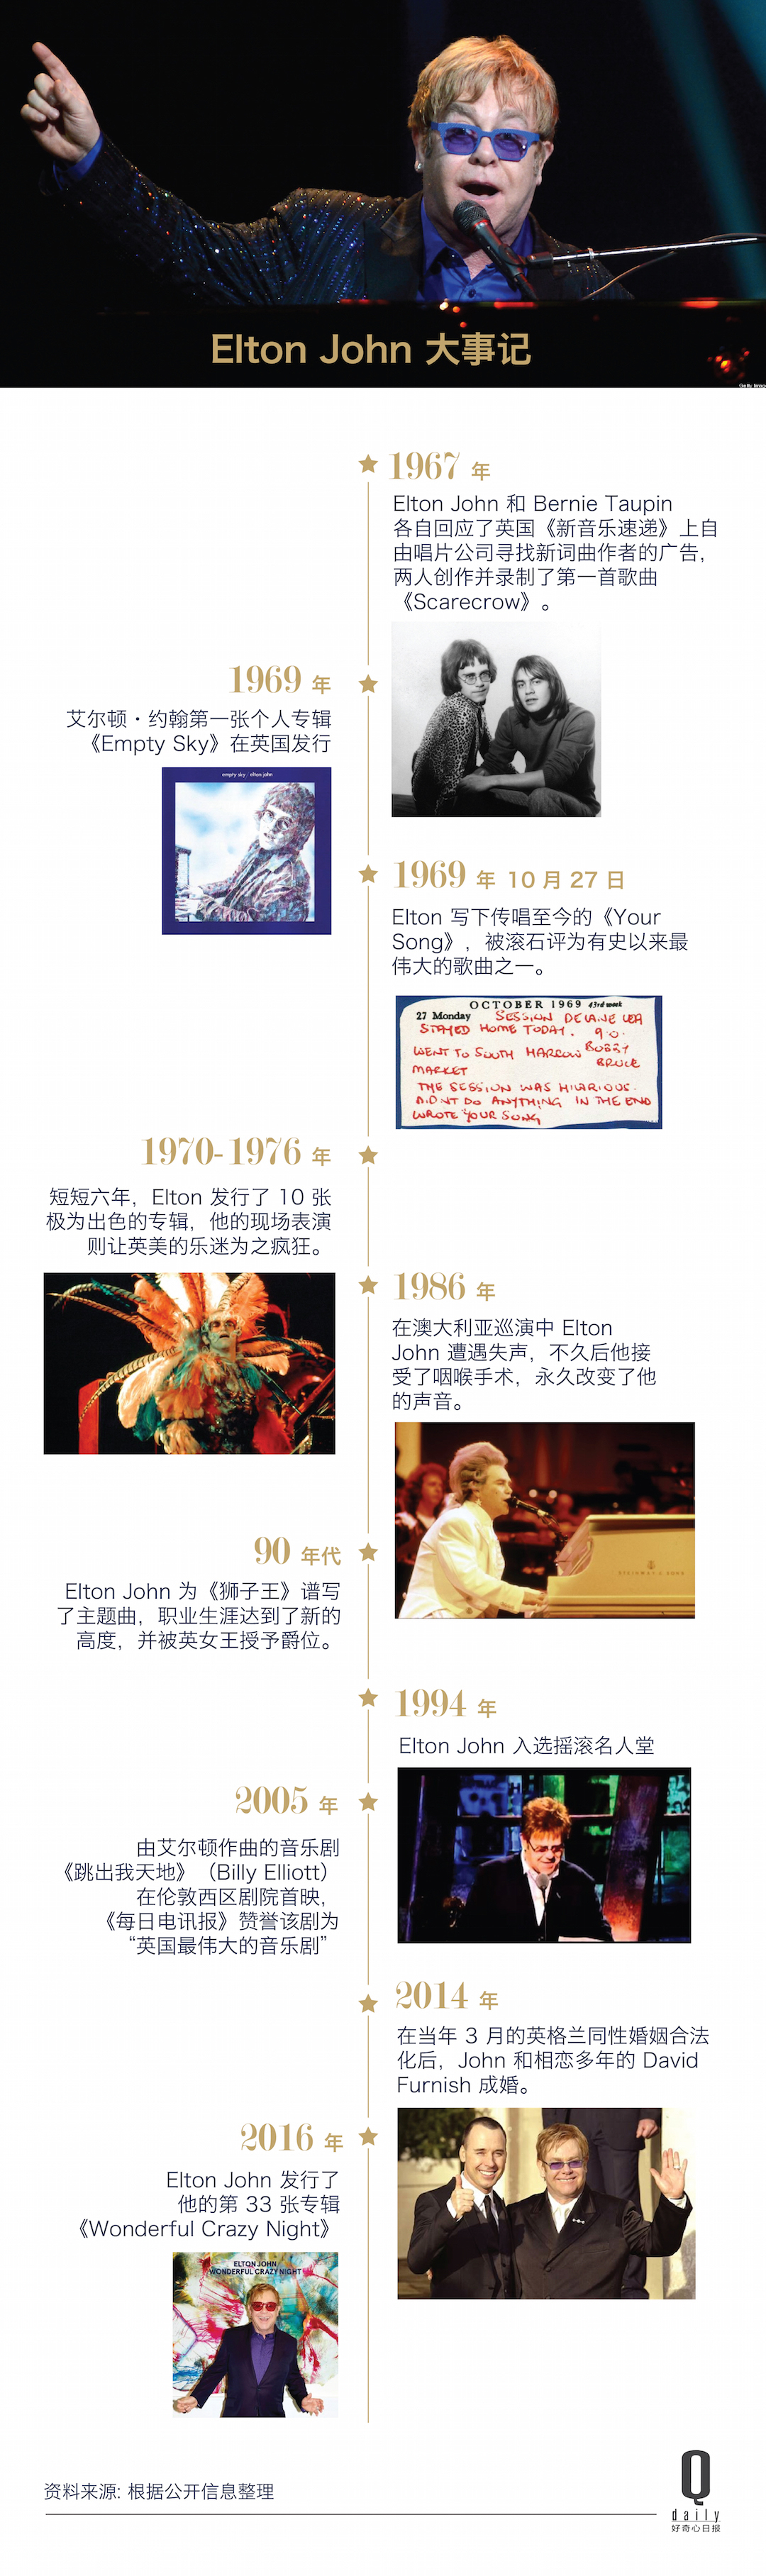 Elton John 大事记
Getty Imag
1967 年
Elton John 和 Bernie Taupin
各自回应了英国《新音乐速递》上自
由唱片公司寻找新词曲作者的广告，
两人创作并录制了第一首歌曲
《Scarecrow》。
1969 年
艾尔顿·约翰第一张个人专辑
《Empty Sky》在英国发行
empty sky / elton john
1969 年 10 月 27 日
Elton 写下传唱至今的《Your
Song》，被滚石评为有史以来最
伟大的歌曲之一。
OCTOBER 1969 43rd week
27 Monday SESSION DE LANE LEA
STAYED HOME TODAY. 9.0.
WENT TO SOUTH HARROW BOBBY
MARKET BRUCE
THE SESSION WAS HILARIOUS.
DIDNT DO ANYTHING IN THE END
WROTE 'YOUR SONG
1970-1976 年
短短六年，Elton 发行了 10 张
极为出色的专辑，他的现场表演
则让英美的乐迷为之疯狂。
1986 年
在澳大利亚巡演中 Elton
John 遭遇失声，不久后他接
受了咽喉手术，永久改变了他
的声音。
STEINWAY & SONS
90 年代
Elton John 为《狮子王》谱写
了主题曲，职业生涯达到了新的
高度，并被英女王授予爵位。
1994 年
Elton John 入选摇滚名人堂
2005 年
由艾尔顿作曲的音乐剧
《跳出我天地》（Billy Elliott）
在伦敦西区剧院首映，
《每日电讯报》赞誉该剧为
“英国最伟大的音乐剧”
2014 年
在当年 3 月的英格兰同性婚姻合法
化后，John 和相恋多年的 David
Furnish 成婚。
2016 年
Elton John 发行了
他的第 33 张专辑
《Wonderful Crazy Night》
ELTON JOHN
WONDERFUL CRAZY NIGHT
资料来源: 根据公开信息整理
Q
daily
好奇心日报